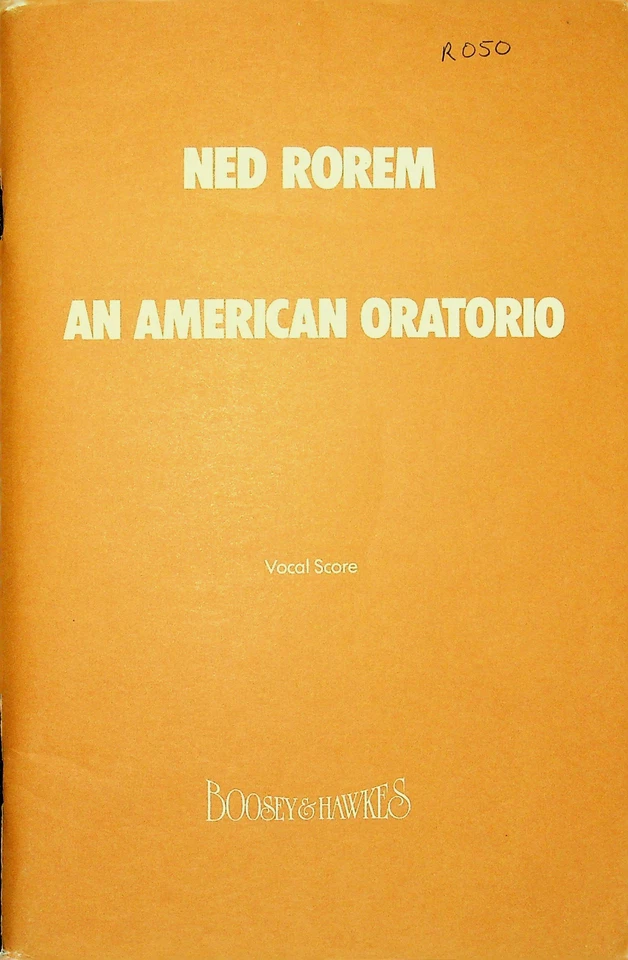 R050
NED ROREM
AN AMERICAN ORATORIO
Vocal Score
BOOSEY & HAWKES